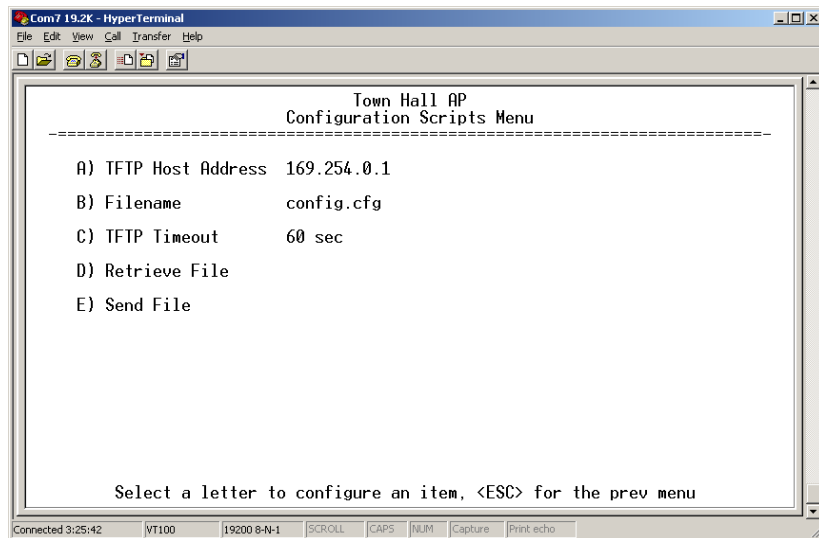 Com7 19.2K - HyperTerminal
File Edit View Call Transfer Help
Town Hall AP
Configuration Scripts Menu
-==========================================================================-
A) TFTP Host Address 169.254.0.1
B) Filename config.cfg
C) TFTP Timeout 60 sec
D) Retrieve File
E) Send File
Select a letter to configure an item, <ESC> for the prev menu
Connected 3:25:42 VT100 19200 8-N-1 SCROLL CAPS NUM Capture Print echo